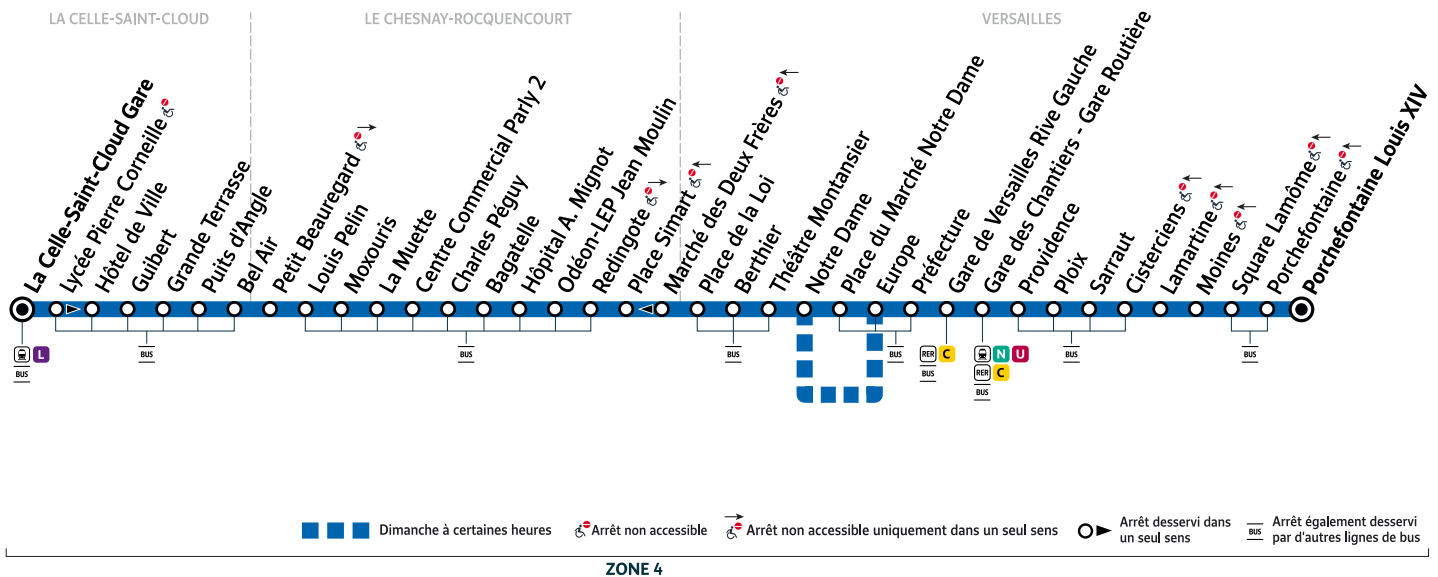 LA CELLE-SAINT-CLOUD
LE CHESNAY-ROCQUENCOURT
VERSAILLES
La Celle-Saint-Cloud Gare
Lycée Pierre Corneille
Hôtel de Ville
Guibert
Grande Terrasse
Puits d'Angle
Bel Air
Petit Beauregard
Louis Pelin
Moxouris
La Muette
Centre Commercial Parly 2
Charles Péguy
Bagatelle
Hôpital A. Mignot
Odéon-LEP Jean Moulin
Redingote
Place Simart
Marché des Deux Frères
Place de la Loi
Berthier
Théâtre Montansier
Notre Dame
Place du Marché Notre Dame
Europe
Préfecture
Gare de Versailles Rive Gauche
Gare des Chantiers - Gare Routière
Providence
Ploix
Sarraut
Cisterciens
Lamartine
Moines
Square Lamôme
Porchefontaine
Porchefontaine Louis XIV
L
BUS
BUS
BUS
BUS
BUS
RER C
BUS
N U
RER C
BUS
BUS
BUS
Dimanche à certaines heures
Arrêt non accessible
Arrêt non accessible uniquement dans un seul sens
Arrêt desservi dans
un seul sens
BUS
Arrêt également desservi
par d'autres lignes de bus
ZONE 4